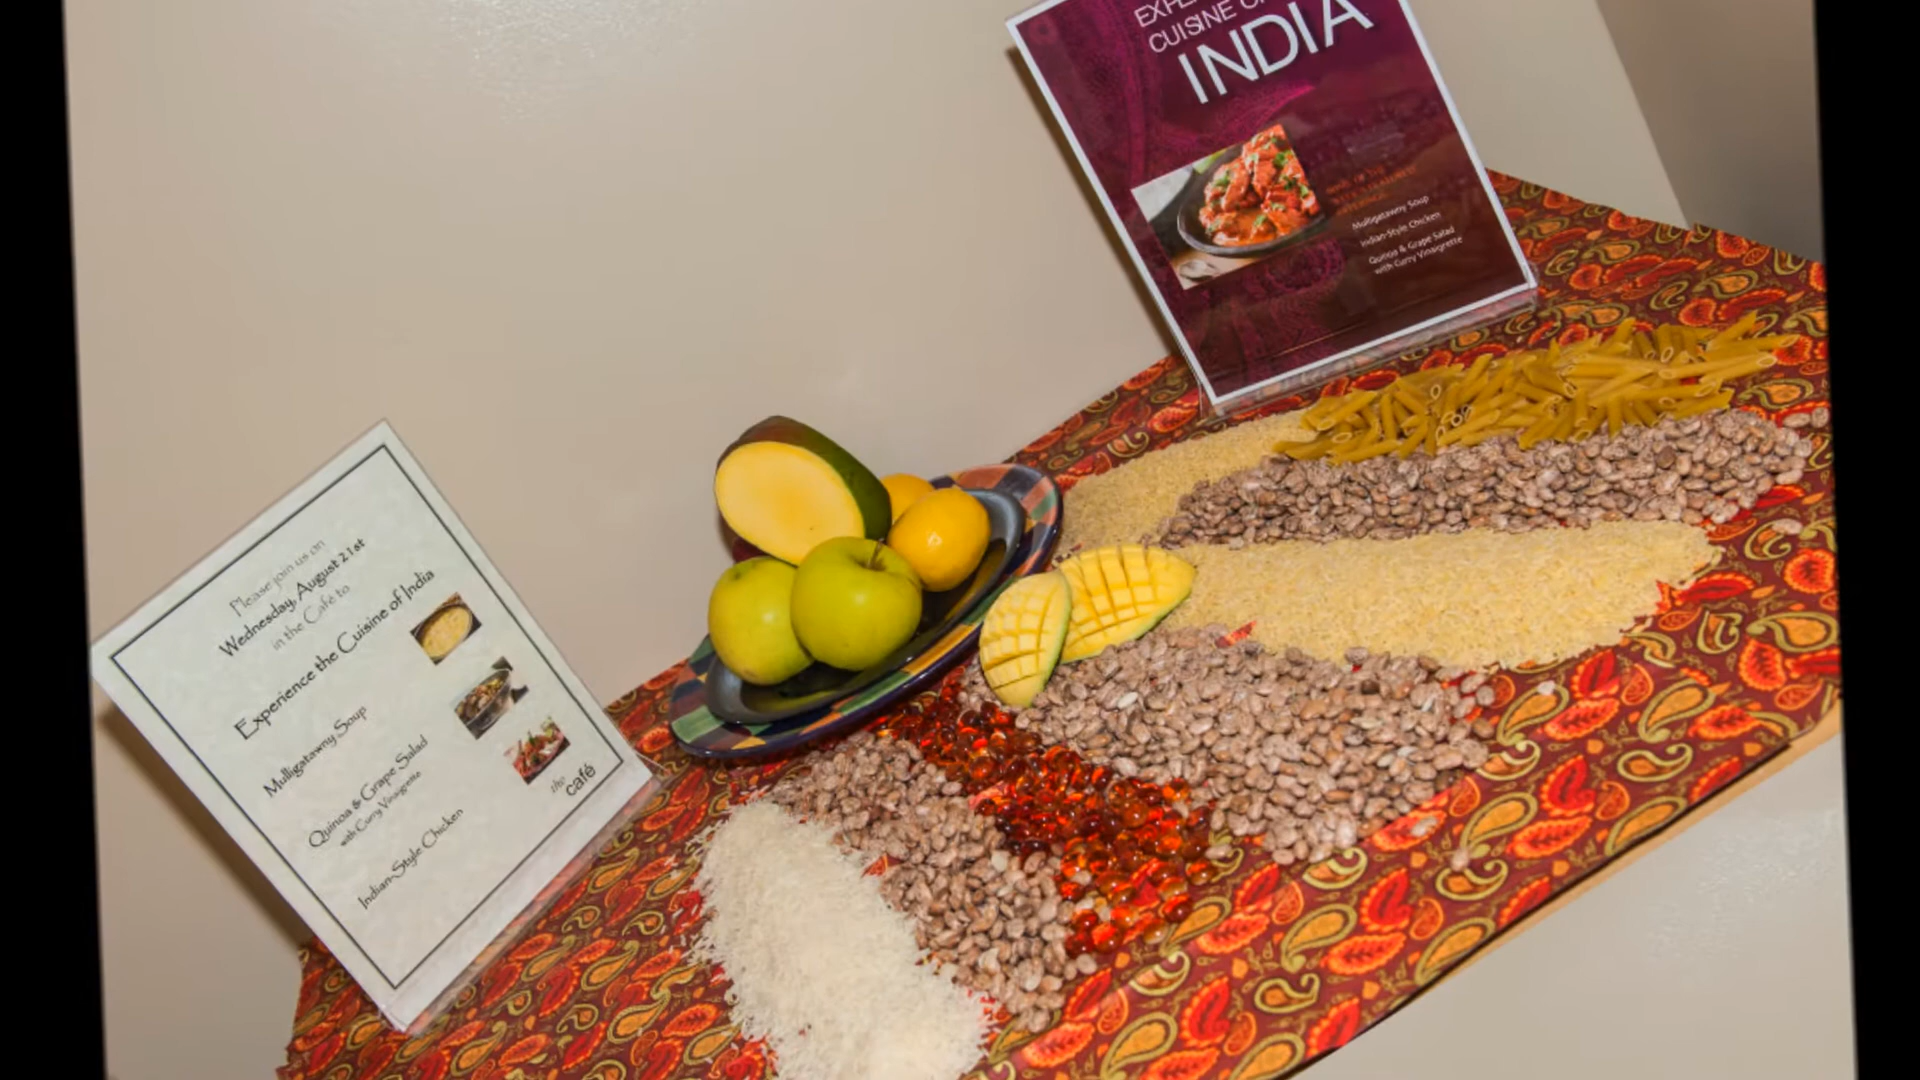 Please join us on
Wednesday, August 21st
in the Café to
Experience the Cuisine of India
Mulligatawny Soup
Quinoa & Grape Salad
with Curry Vinaigrette
Indian-Style Chicken
the
café
CUISINE
INDIA
Mulligatawny Soup
Indian-Style Chicken
Quinoa & Grape Salad
with Curry Vinaigrette